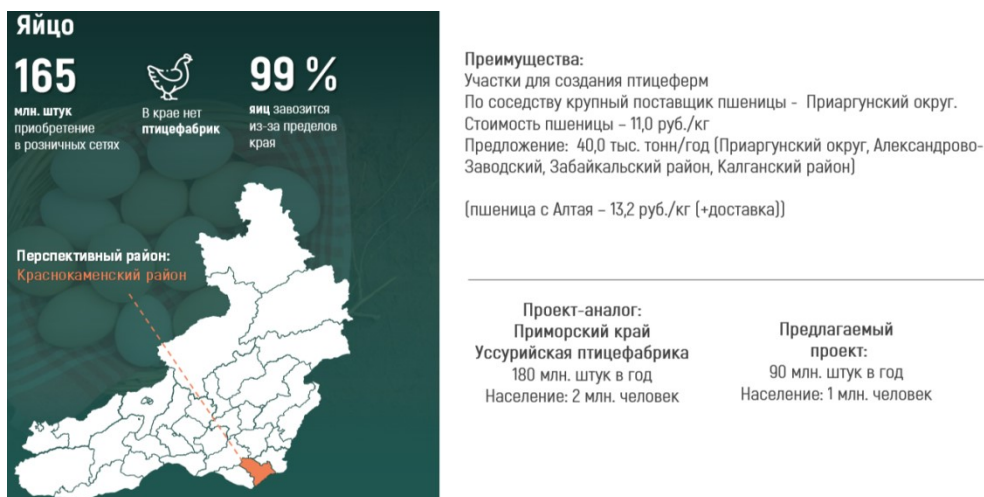 Яйцо
165
млн. штук
приобретение
в розничных сетях
В крае нет
птицефабрик
99 %
яиц завозится
из-за пределов
края
Перспективный район:
Краснокаменский район
Преимущества:
Участки для создания птицеферм
По соседству крупный поставщик пшеницы - Приаргунский округ.
Стоимость пшеницы – 11,0 руб./кг
Предложение: 40,0 тыс. тонн/год (Приаргунский округ, Александрово-
Заводский, Забайкальский район, Калганский район)
(пшеница с Алтая – 13,2 руб./кг (+доставка))
Проект-аналог:
Приморский край
Уссурийская птицефабрика
180 млн. штук в год
Население: 2 млн. человек
Предлагаемый
проект:
90 млн. штук в год
Население: 1 млн. человек